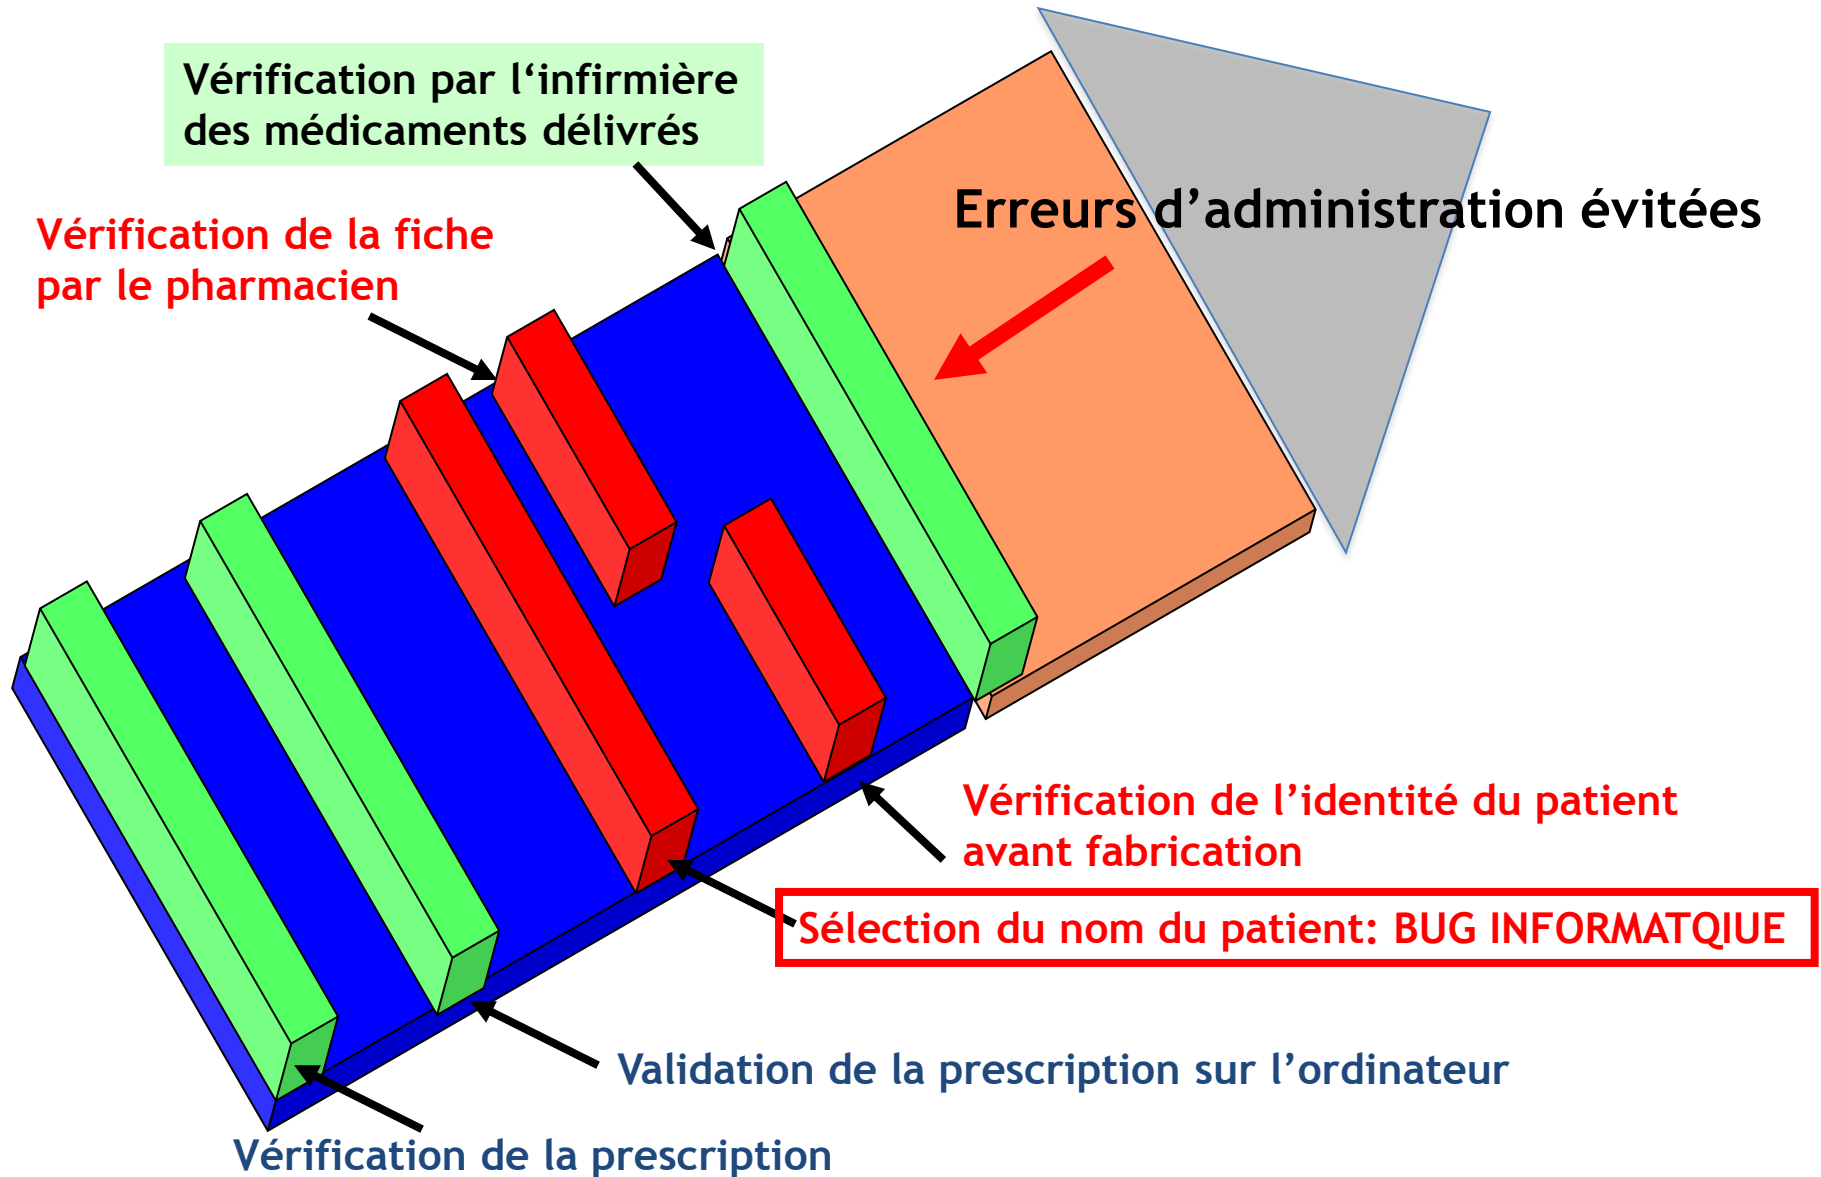 Vérification par l‘infirmière
des médicaments délivrés
Erreurs d’administration évitées
Vérification de la fiche
par le pharmacien
Vérification de l’identité du patient
avant fabrication
Sélection du nom du patient: BUG INFORMATQIUE
Validation de la prescription sur l’ordinateur
Vérification de la prescription